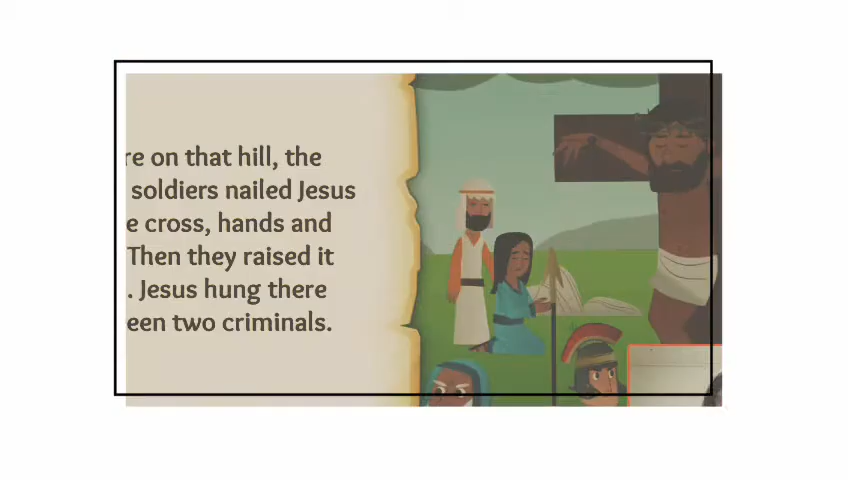 re on that hill, the
soldiers nailed Jesus
e cross, hands and
Then they raised it
. Jesus hung there
een two criminals.